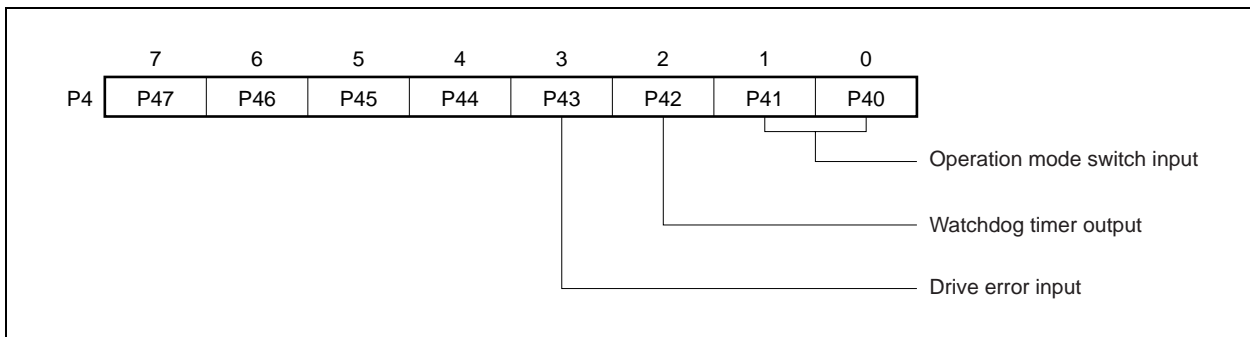 7 6 5 4 3 2 1 0
P4 P47 P46 P45 P44 P43 P42 P41 P40
Operation mode switch input
Watchdog timer output
Drive error input